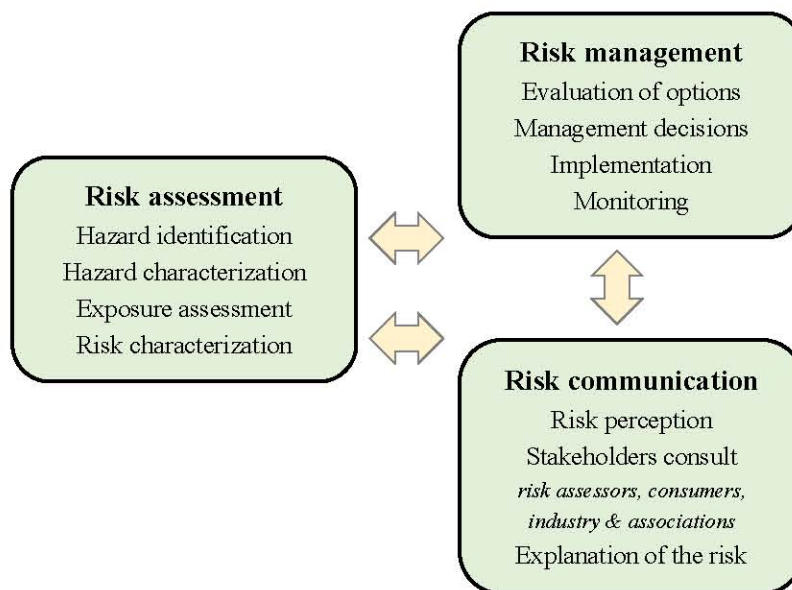 Risk management
Evaluation of options
Management decisions
Implementation
Monitoring
Risk assessment
Hazard identification
Hazard characterization
Exposure assessment
Risk characterization
Risk communication
Risk perception
Stakeholders consult
risk assessors, consumers,
industry & associations
Explanation of the risk